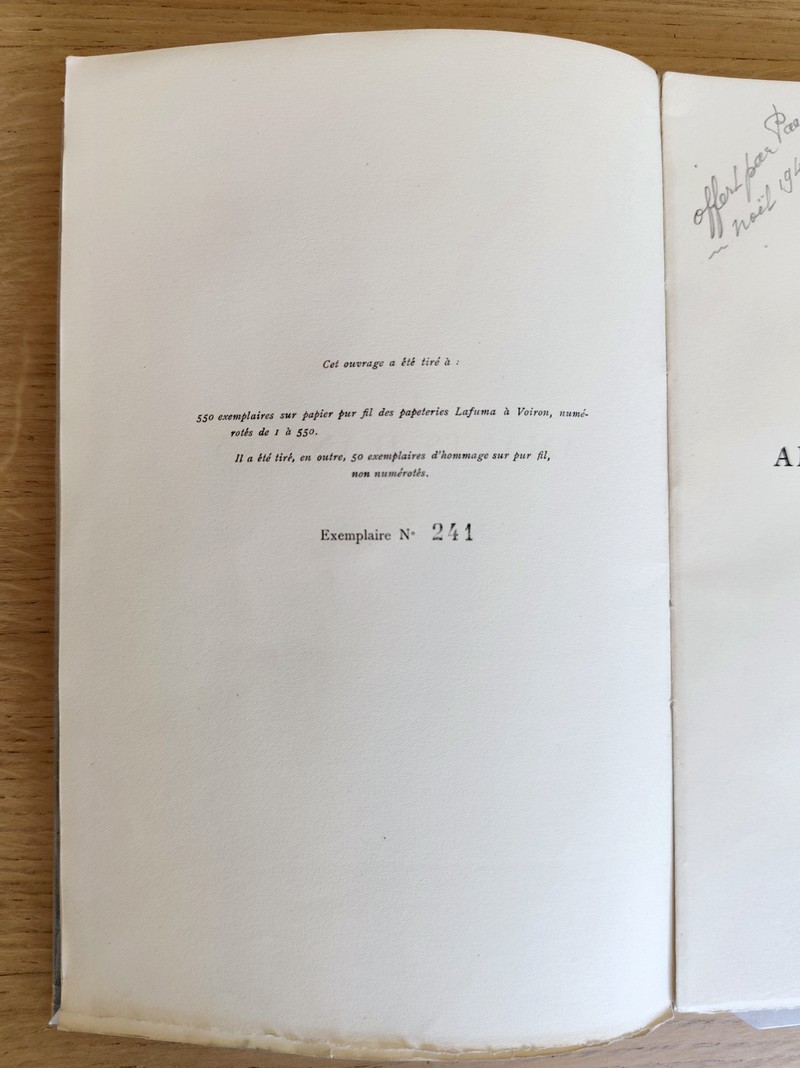 Cet ouvrage a été tiré à :
550 exemplaires sur papier pur fil des papeteries Lafuma à Voiron, numé-
rotés de 1 à 550.
Il a été tiré, en outre, 50 exemplaires d'hommage sur pur fil,
non numérotés.
Exemplaire N° 241
offert par
noël